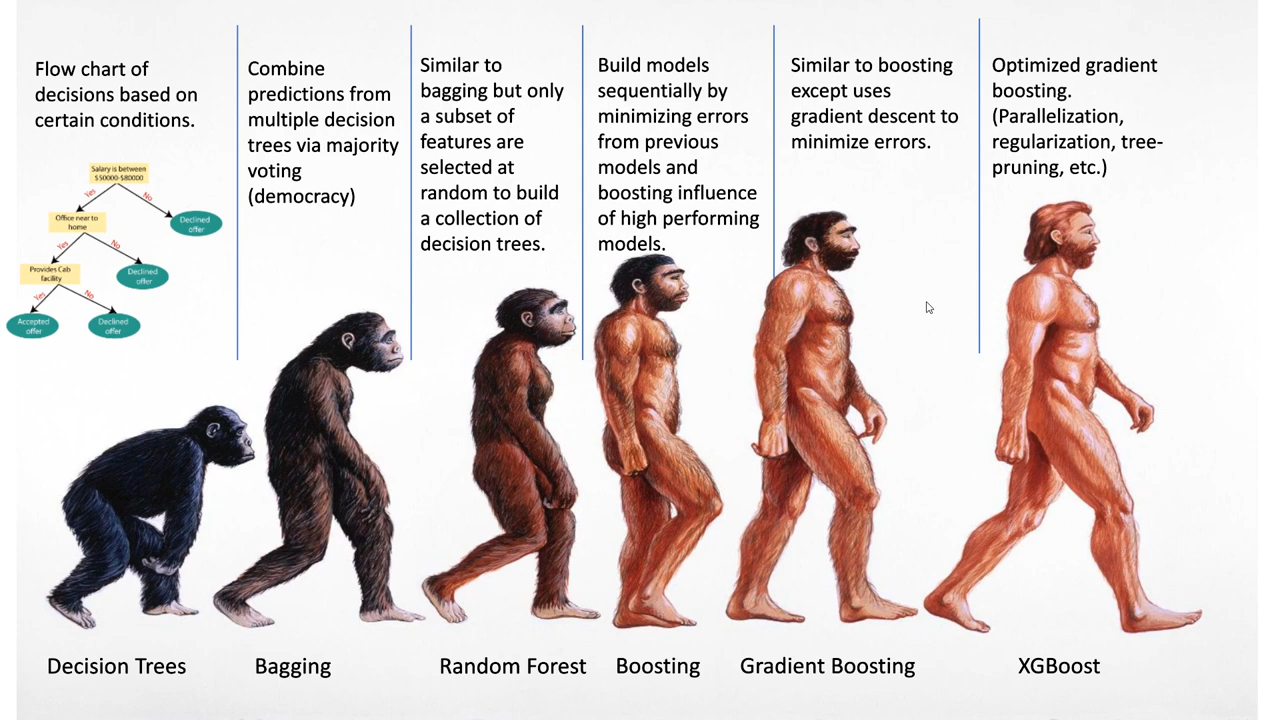 Flow chart of
decisions based on
certain conditions.
Salary is between
$50000-$80000
Yes
No
Office near to
home
Declined
offer
Yes
No
Provides Cab
facility
Declined
offer
Yes
No
Accepted
offer
Declined
offer
Combine
predictions from
multiple decision
trees via majority
voting
(democracy)
Similar to
bagging but only
a subset of
features are
selected at
random to build
a collection of
decision trees.
Build models
sequentially by
minimizing errors
from previous
models and
boosting influence
of high performing
models.
Similar to boosting
except uses
gradient descent to
minimize errors.
Optimized gradient
boosting.
(Parallelization,
regularization, tree-
pruning, etc.)
Decision Trees
Bagging
Random Forest
Boosting
Gradient Boosting
XGBoost